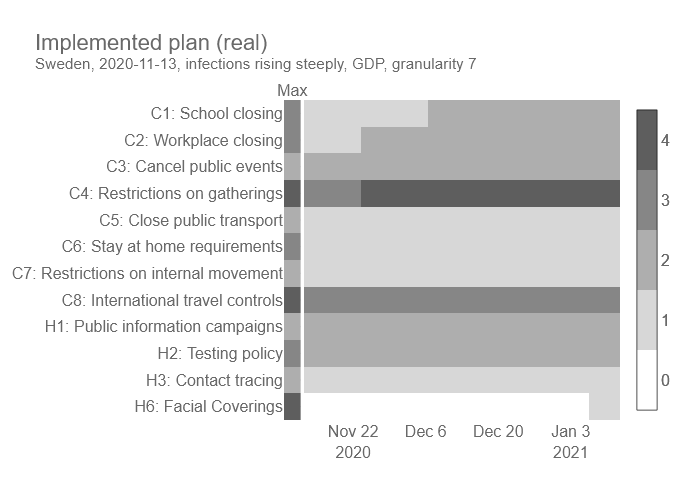 Implemented plan (real)
Sweden, 2020-11-13, infections rising steeply, GDP, granularity 7
Max
C1: School closing
C2: Workplace closing
C3: Cancel public events
C4: Restrictions on gatherings
C5: Close public transport
C6: Stay at home requirements
C7: Restrictions on internal movement
C8: International travel controls
H1: Public information campaigns
H2: Testing policy
H3: Contact tracing
H6: Facial Coverings
4
3
2
1
0
Nov 22 Dec 6 Dec 20 Jan 3
2020 2021